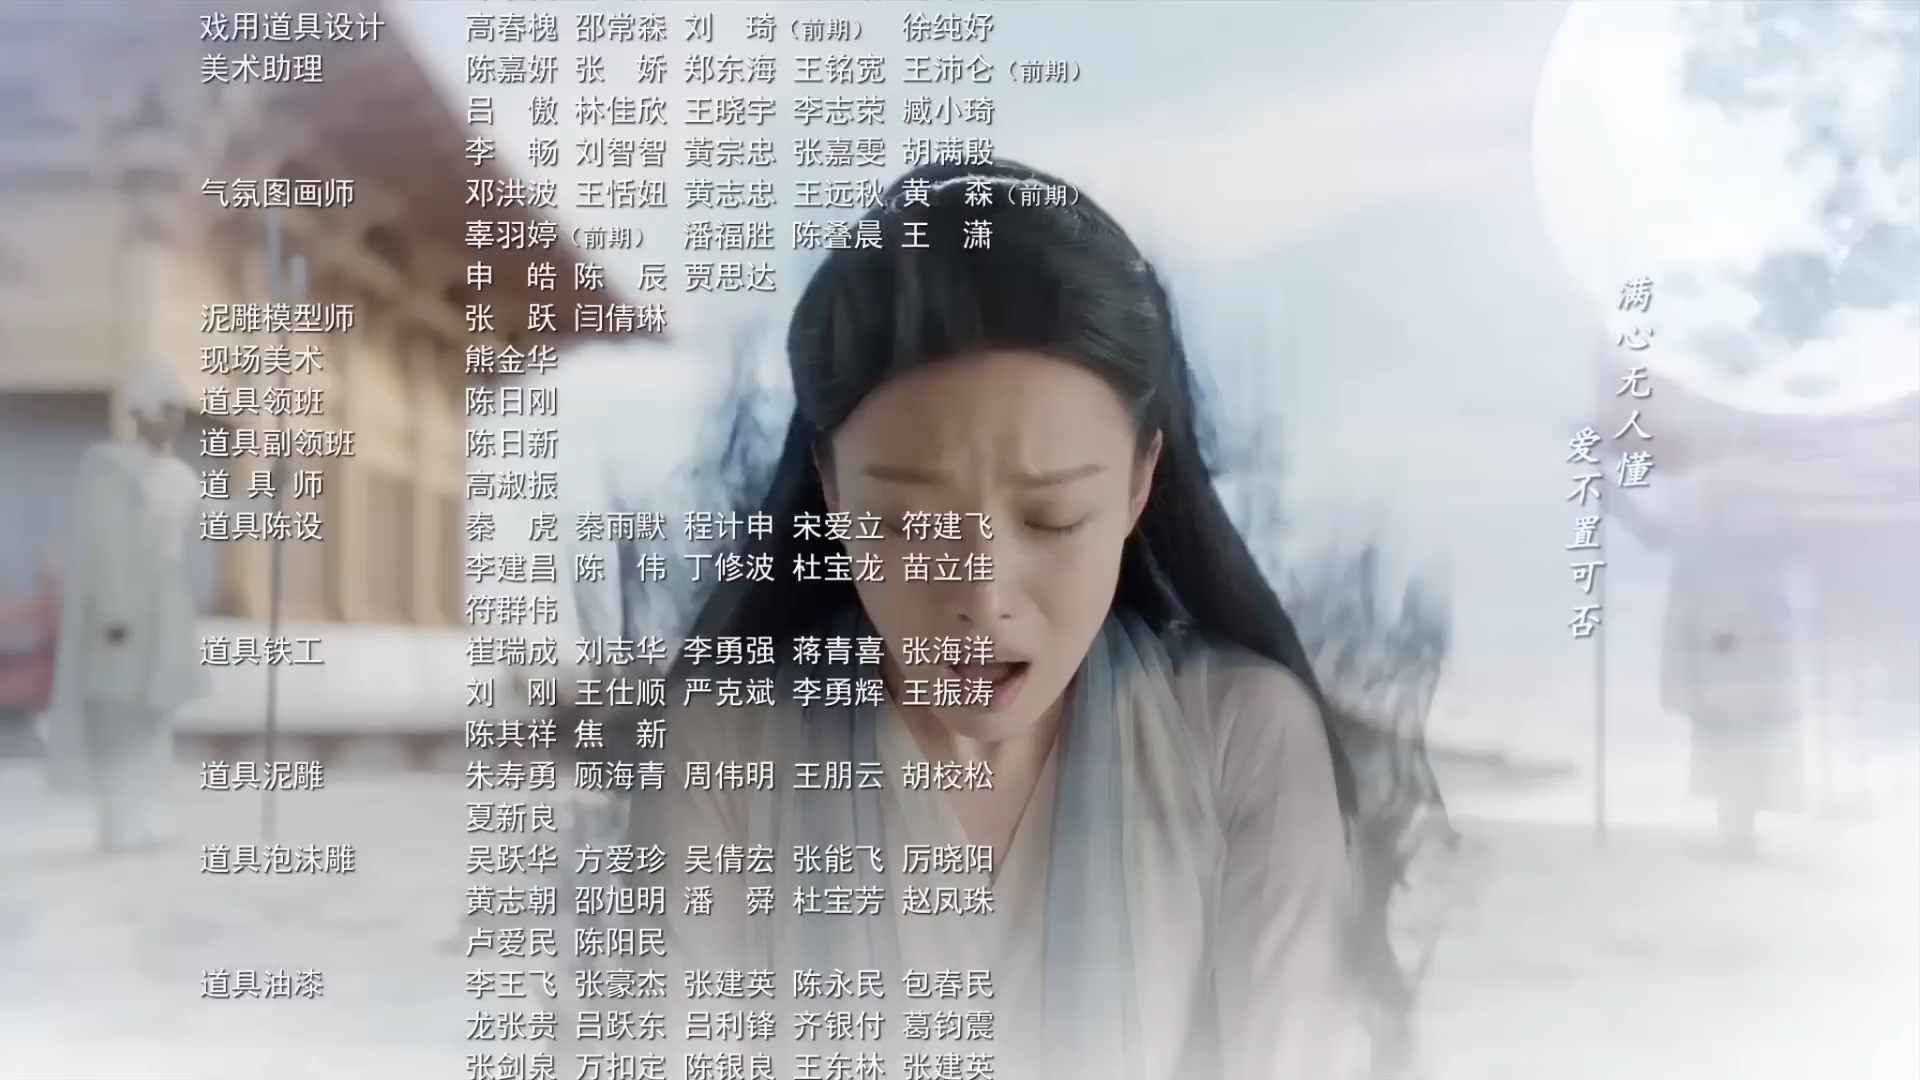 戏用道具设计 高春槐 邵常森 刘 琦(前期) 徐纯妤
美术助理 陈嘉妍 张 娇 郑东海 王铭宽 王沛仑(前期)
吕 傲 林佳欣 王晓宇 李志荣 臧小琦
李 畅 刘智智 黄宗忠 张嘉雯 胡满殷
气氛图画师 邓洪波 王恬妞 黄志忠 王远秋 黄 森(前期)
辜羽婷(前期) 潘福胜 陈叠晨 王 潇
申 皓 陈 辰 贾思达
泥雕模型师 张 跃 闫倩琳
现场美术 熊金华
道具领班 陈日刚
道具副领班 陈日新
道 具 师 高淑振
道具陈设 秦 虎 秦雨默 程计申 宋爱立 符建飞
李建昌 陈 伟 丁修波 杜宝龙 苗立佳
符群伟
道具铁工 崔瑞成 刘志华 李勇强 蒋青喜 张海洋
刘 刚 王仕顺 严克斌 李勇辉 王振涛
陈其祥 焦 新
道具泥雕 朱寿勇 顾海青 周伟明 王朋云 胡校松
夏新良
道具泡沫雕 吴跃华 方爱珍 吴倩宏 张能飞 厉晓阳
黄志朝 邵旭明 潘 舜 杜宝芳 赵凤珠
卢爱民 陈阳民
道具油漆 李王飞 张豪杰 张建英 陈永民 包春民
龙张贵 吕跃东 吕利锋 齐银付 葛钧震
张剑泉 万扣定 陈银良 王东林 张建英
满心无人懂
爱不置可否